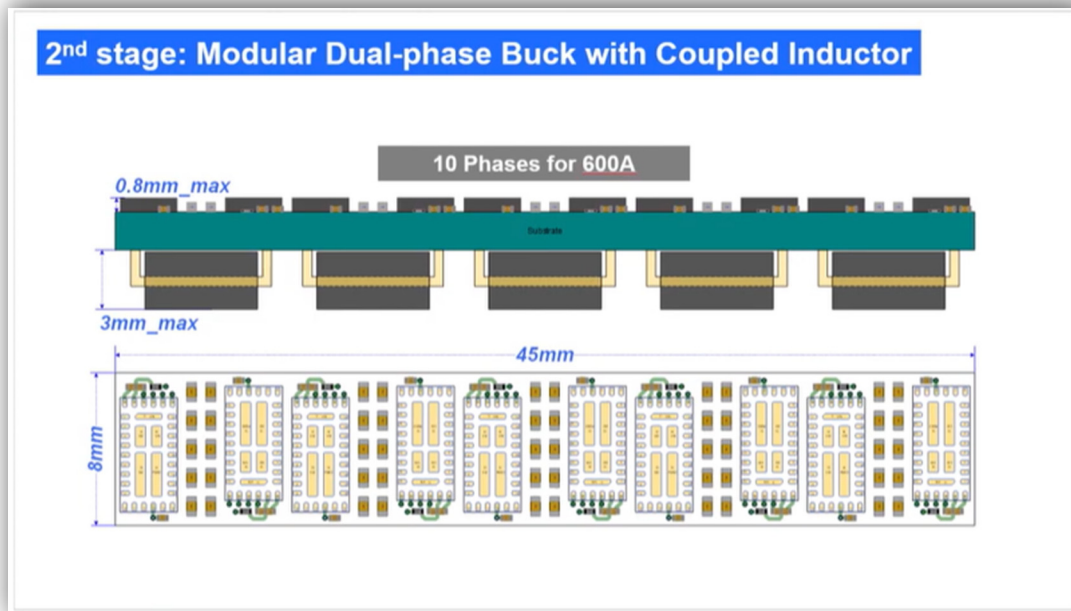 2nd stage: Modular Dual-phase Buck with Coupled Inductor
10 Phases for 600A
0.8mm_max
Substrate
3mm_max
45mm
8mm